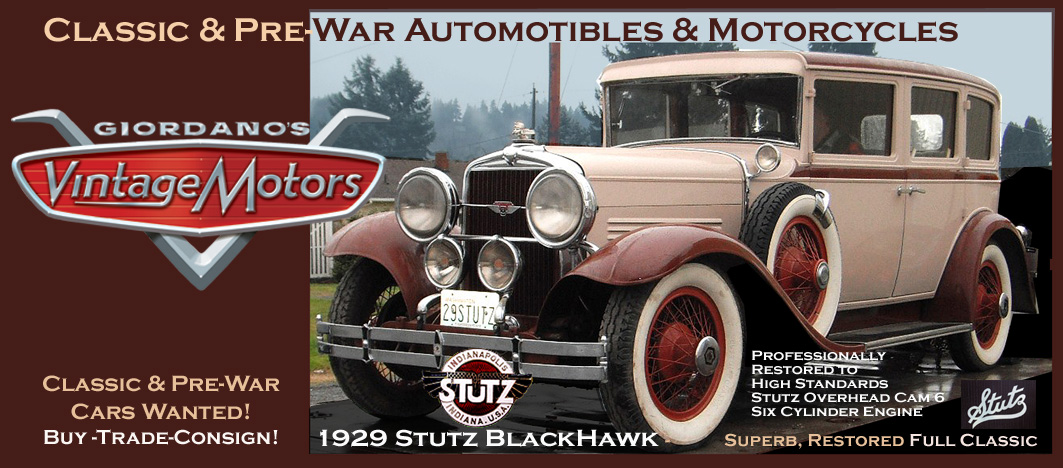 Classic & Pre-War Automotibles & Motorcycles
GIORDANO'S
Vintage Motors
29STUTZ
INDIANAPOLIS
STUTZ
INDIANA, U.S.A.
Professionally
Restored to
High Standards
Stutz Overhead Cam 6
Six Cylinder Engine
Stutz
Classic & Pre-War
Cars Wanted!
Buy -Trade-Consign!
1929 Stutz BlackHawk - Superb, Restored Full Classic